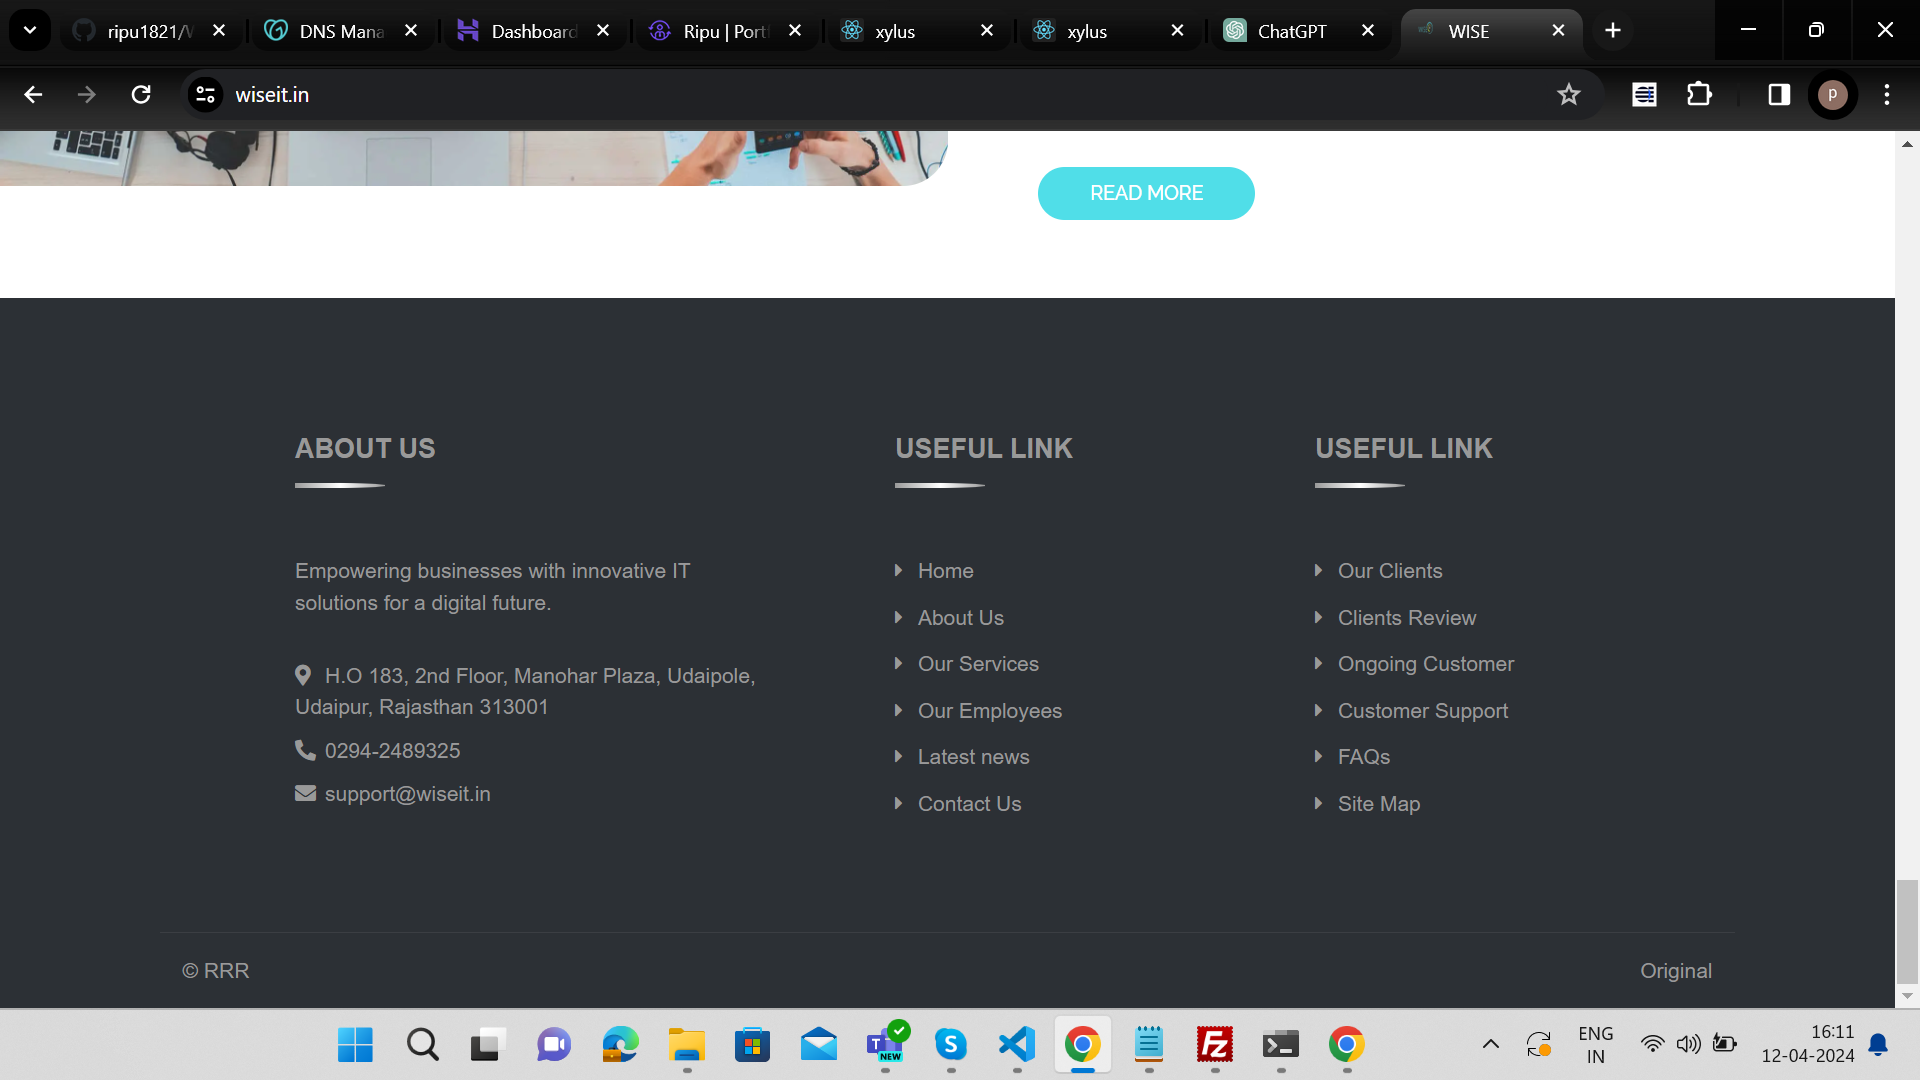 ripu1821/
DNS Mana
Dashboard
Ripu | Port
xylus
xylus
ChatGPT
WISE
wiseit.in
P
READ MORE
ABOUT US
USEFUL LINK
USEFUL LINK
Empowering businesses with innovative IT
solutions for a digital future.
H.O 183, 2nd Floor, Manohar Plaza, Udaipole,
Udaipur, Rajasthan 313001
0294-2489325
support@wiseit.in
Home
About Us
Our Services
Our Employees
Latest news
Contact Us
Our Clients
Clients Review
Ongoing Customer
Customer Support
FAQs
Site Map
© RRR
Original
T
NEW
S
FZ
ENG
IN
16:11
12-04-2024